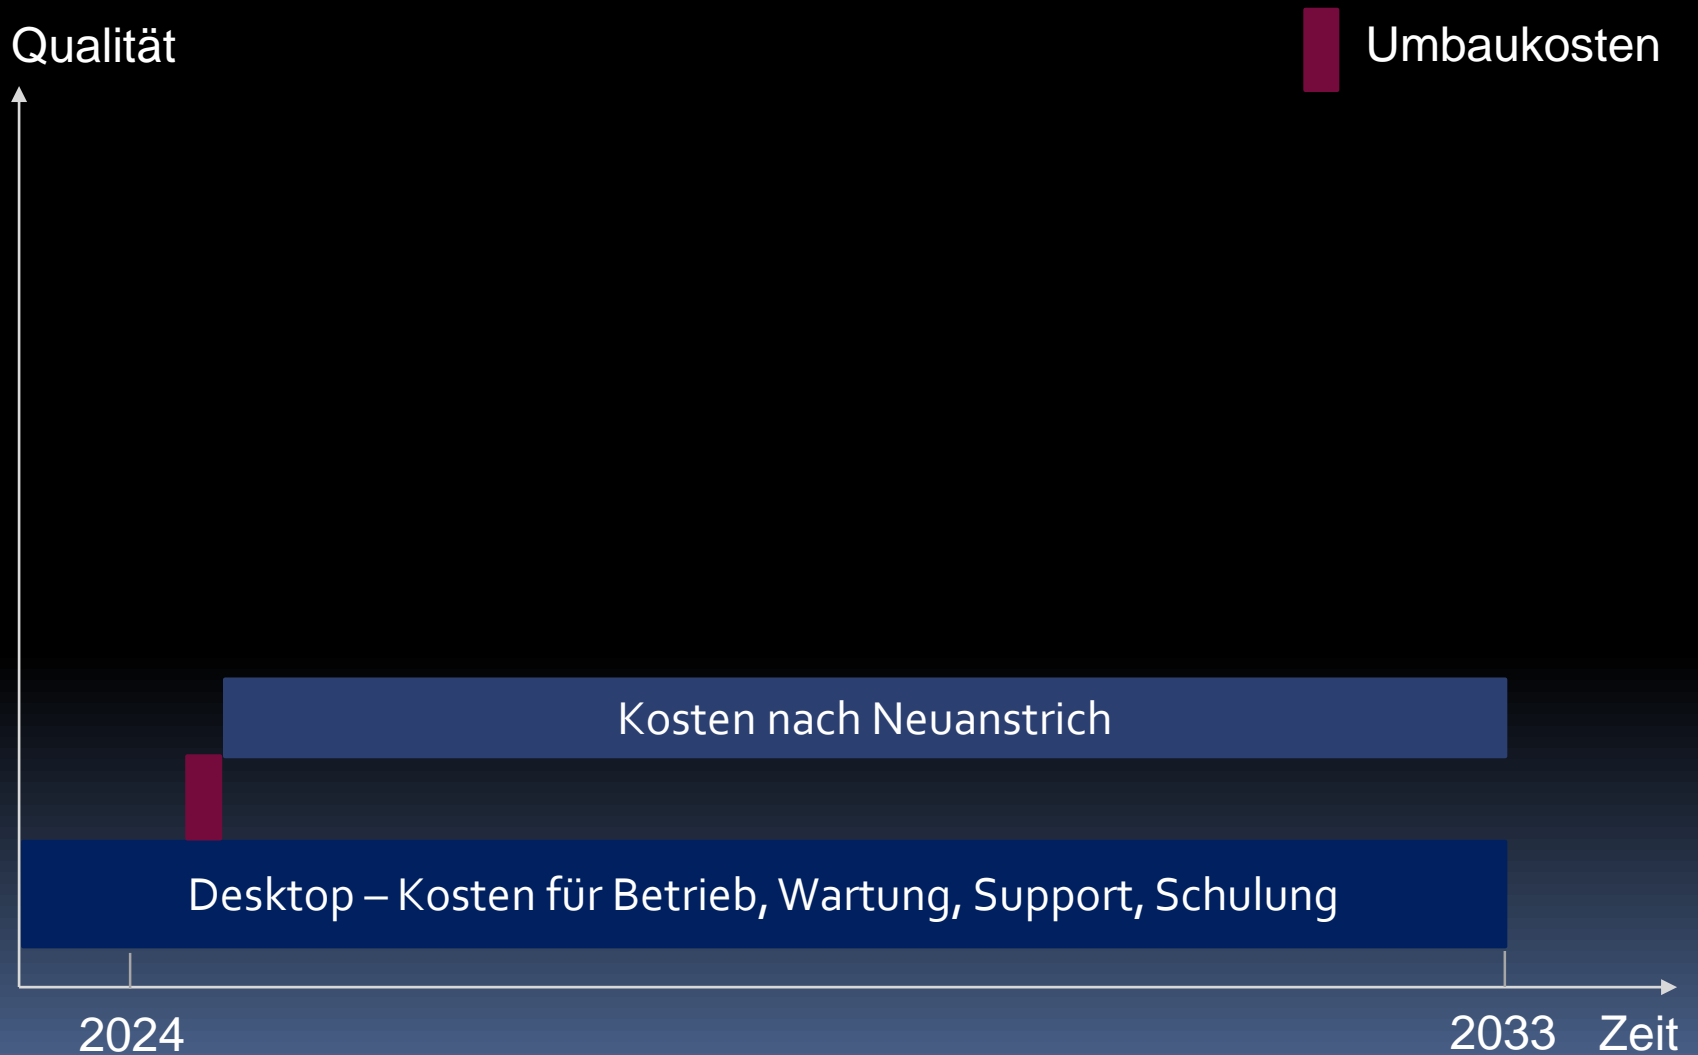 Qualität
Umbaukosten
Kosten nach Neuanstrich
Desktop – Kosten für Betrieb, Wartung, Support, Schulung
2024
2033
Zeit